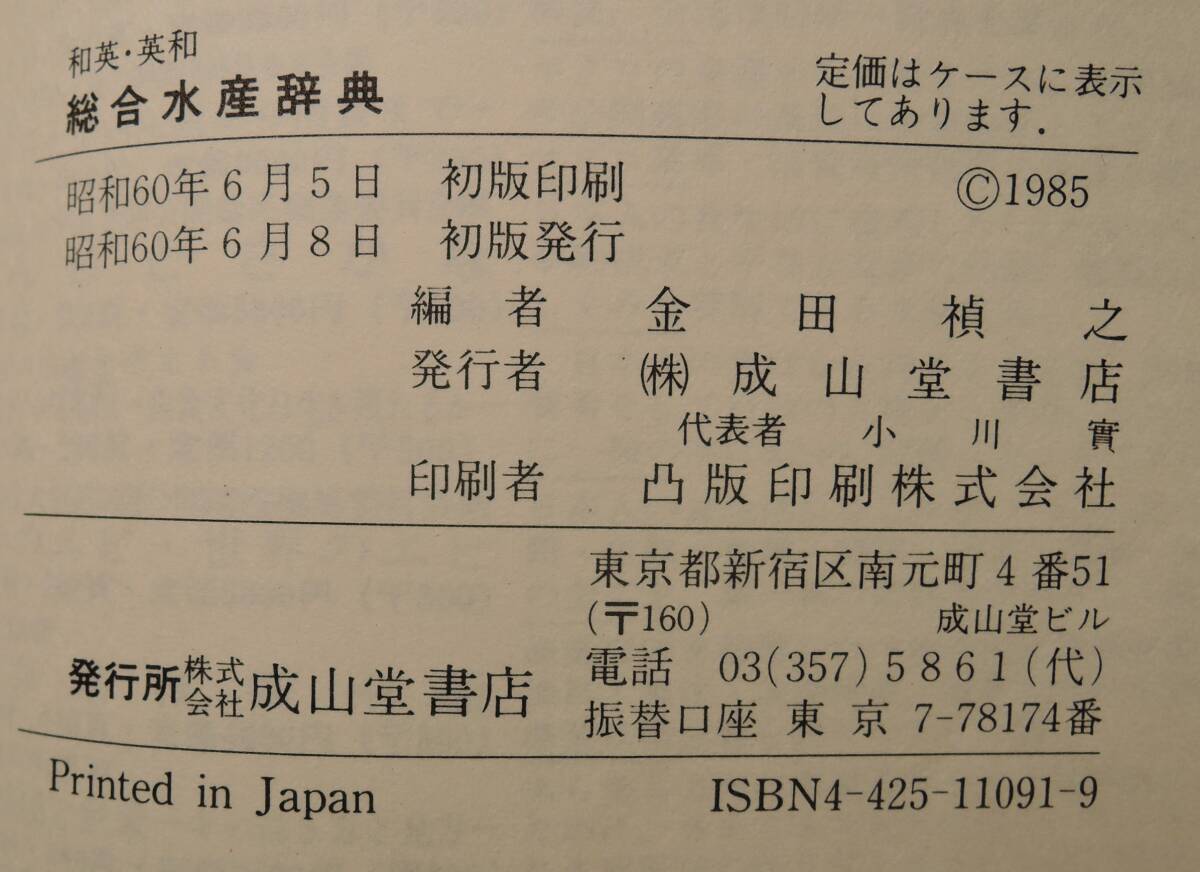 和英・英和
総合水産辞典
定価はケースに表示
してあります.
昭和60年6月5日 初版印刷
©1985
昭和60年6月8日 初版発行
編者 金田禎之
発行者 ㈱成山堂書店
代表者 小川實
印刷者 凸版印刷株式会社
東京都新宿区南元町4番51
(〒160) 成山堂ビル
発行所 株式会社 成山堂書店
電話 03(357)5861(代)
振替口座 東京 7-78174番
Printed in Japan
ISBN4-425-11091-9